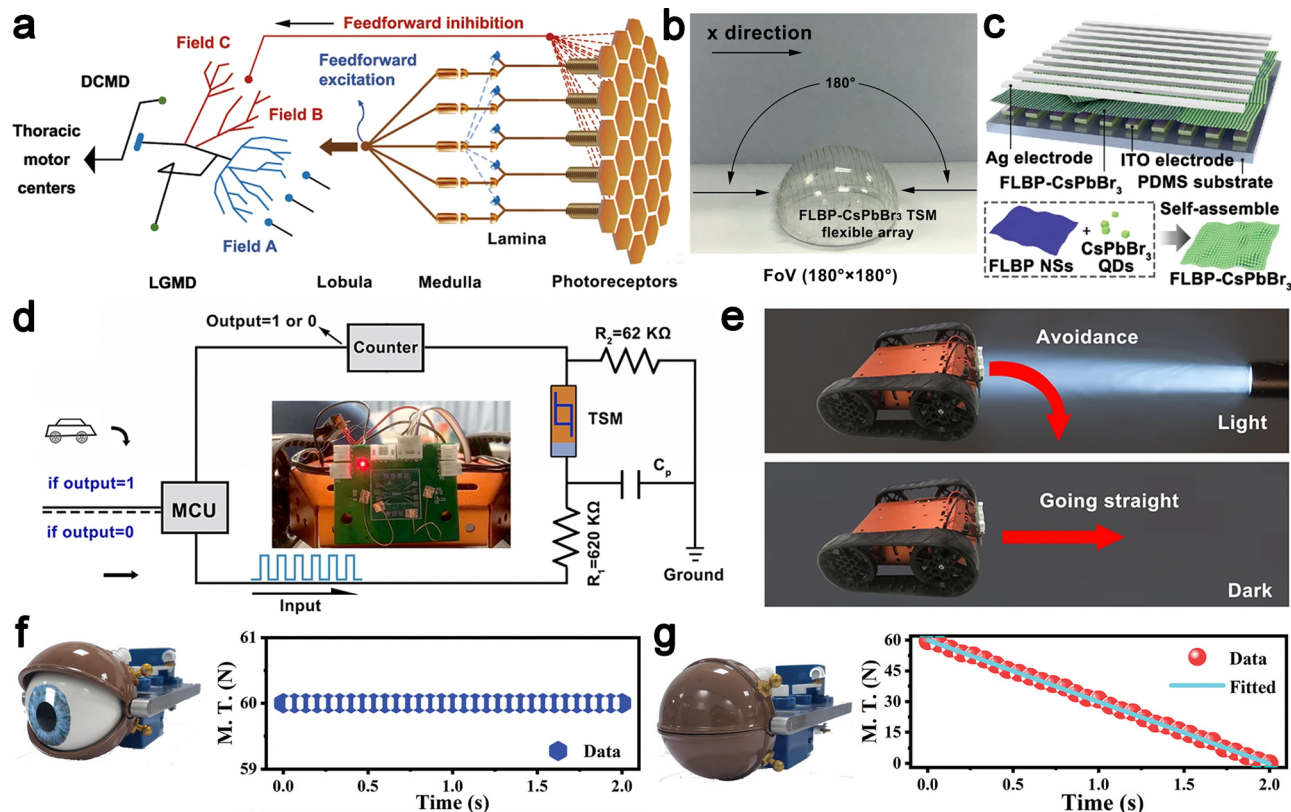 a
Feedforward inihibition
Field C
Feedforward
excitation
DCMD
Field B
Thoracic
motor
centers
Field A
Lamina
LGMD
Lobula
Medulla
Photoreceptors
b
x direction
180°
FLBP-CsPbBr₃ TSM
flexible array
FoV (180°×180°)
c
Ag electrode
ITO electrode
FLBP-CsPbBr₃
PDMS substrate
Self-assemble
+
FLBP NSs
CsPbBr₃
QDs
FLBP-CsPbBr₃
d
Output=1 or 0
Counter
R₂=62 KΩ
TSM
Cₚ
if output=1
MCU
if output=0
R₁=620 KΩ
Ground
Input
e
Avoidance
Light
Going straight
Dark
f
M. T. (N)
61
60
59
Data
0.0 0.5 1.0 1.5 2.0
Time (s)
g
M. T. (N)
60
45
30
15
0
Data
Fitted
0.0 0.5 1.0 1.5 2.0
Time (s)